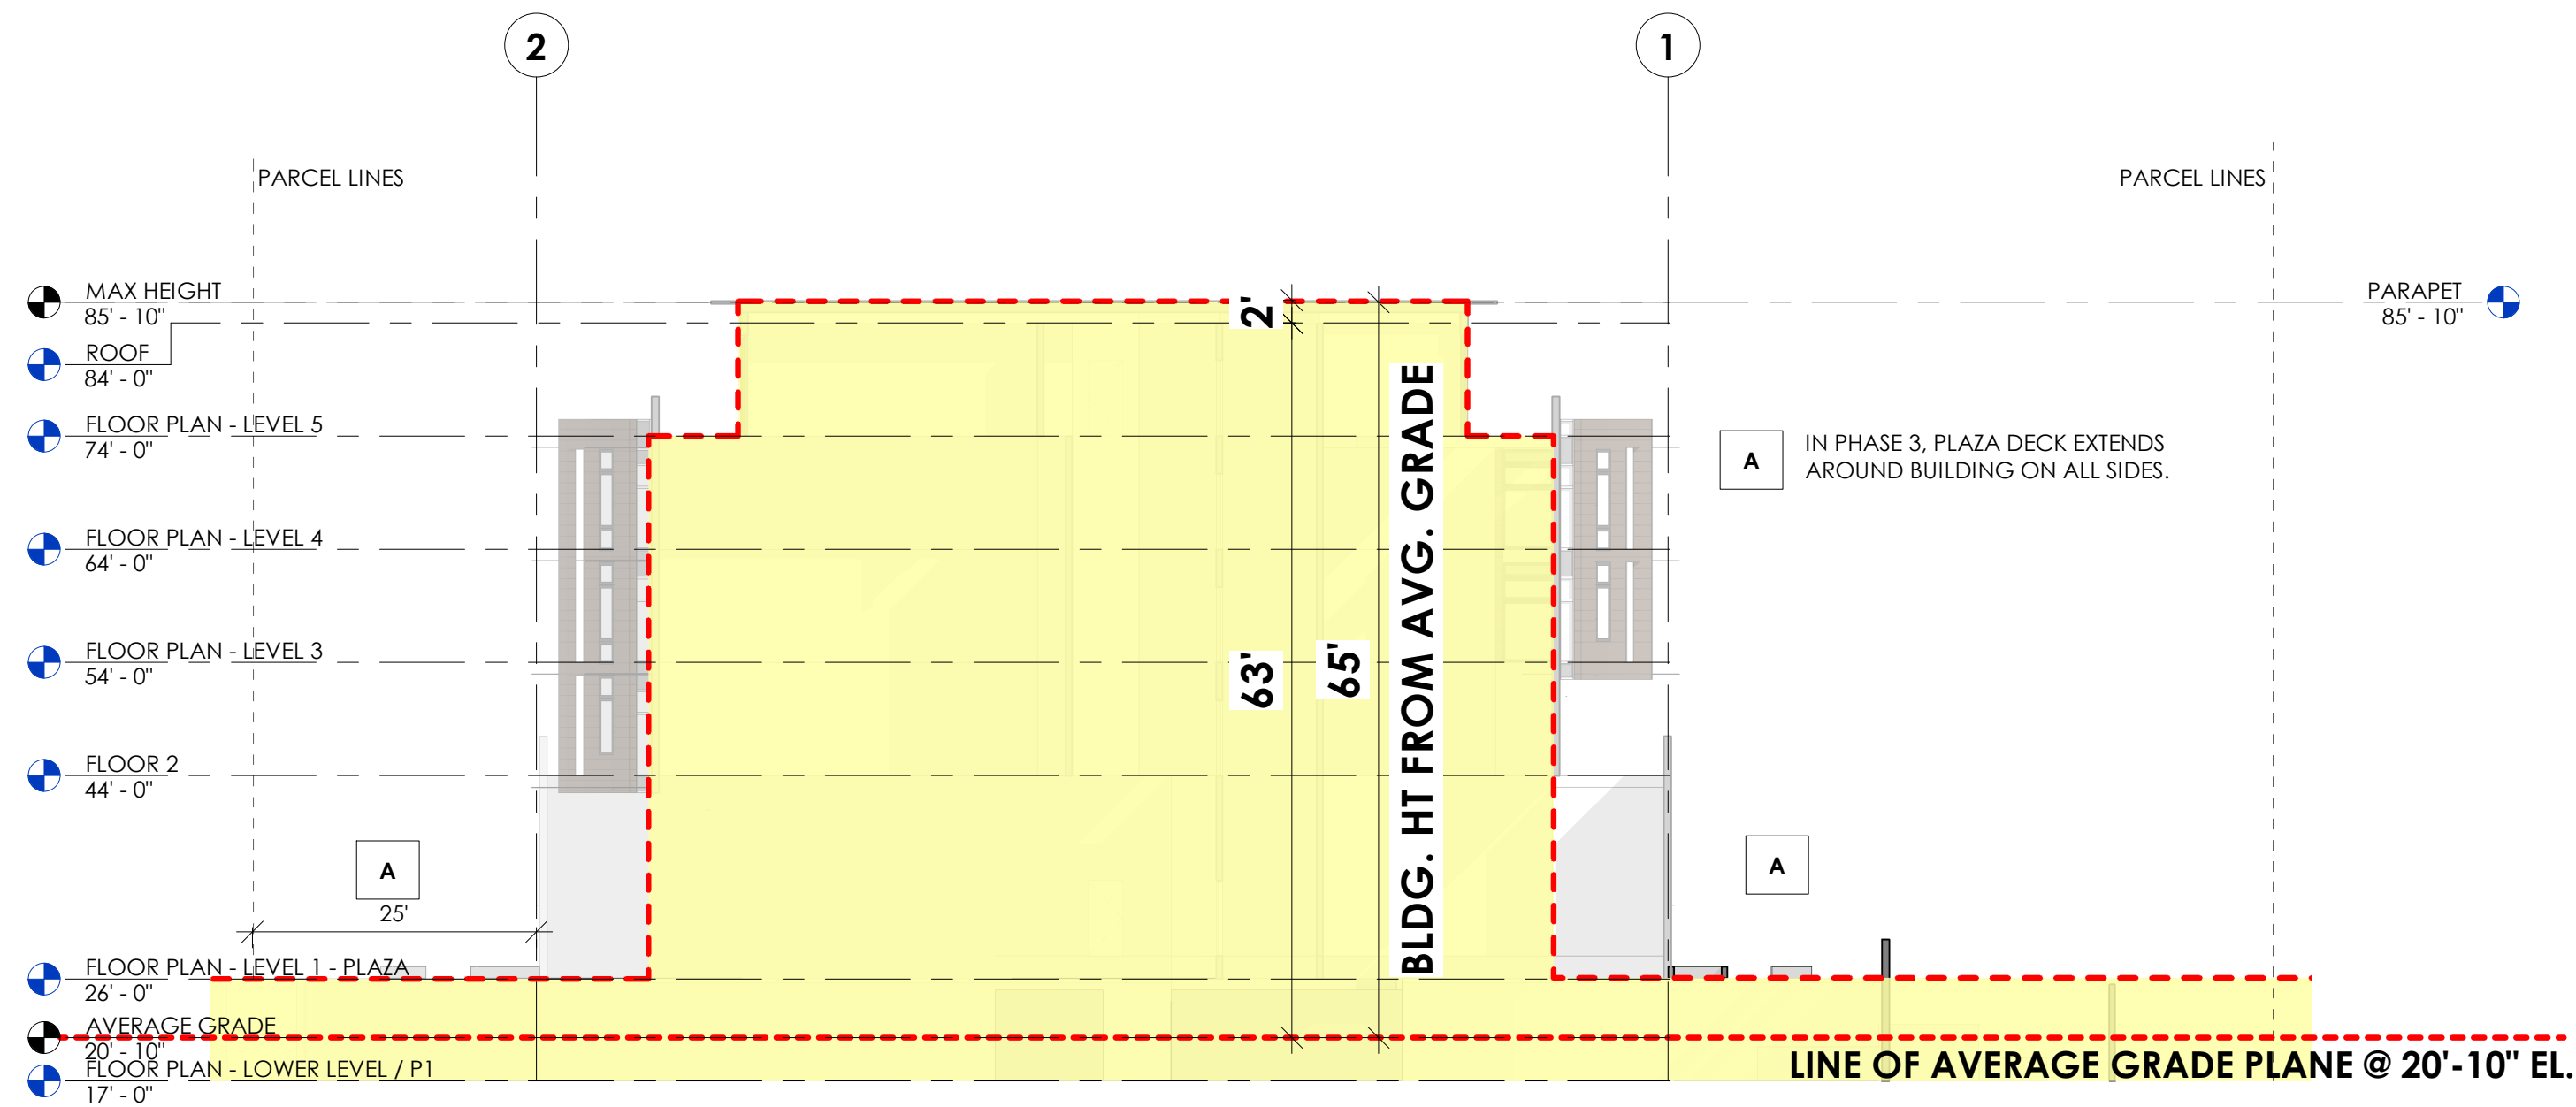 2
1
PARCEL LINES
PARCEL LINES
MAX HEIGHT
85' - 10"
PARAPET
85' - 10"
2'
ROOF
84' - 0"
FLOOR PLAN - LEVEL 5
74' - 0"
A
IN PHASE 3, PLAZA DECK EXTENDS
AROUND BUILDING ON ALL SIDES.
FLOOR PLAN - LEVEL 4
64' - 0"
FLOOR PLAN - LEVEL 3
54' - 0"
63'
65'
BLDG. HT FROM AVG. GRADE
FLOOR 2
44' - 0"
A
25'
A
FLOOR PLAN - LEVEL 1 - PLAZA
26' - 0"
AVERAGE GRADE
20' - 10"
FLOOR PLAN - LOWER LEVEL / P1
17' - 0"
LINE OF AVERAGE GRADE PLANE @ 20'-10" EL.